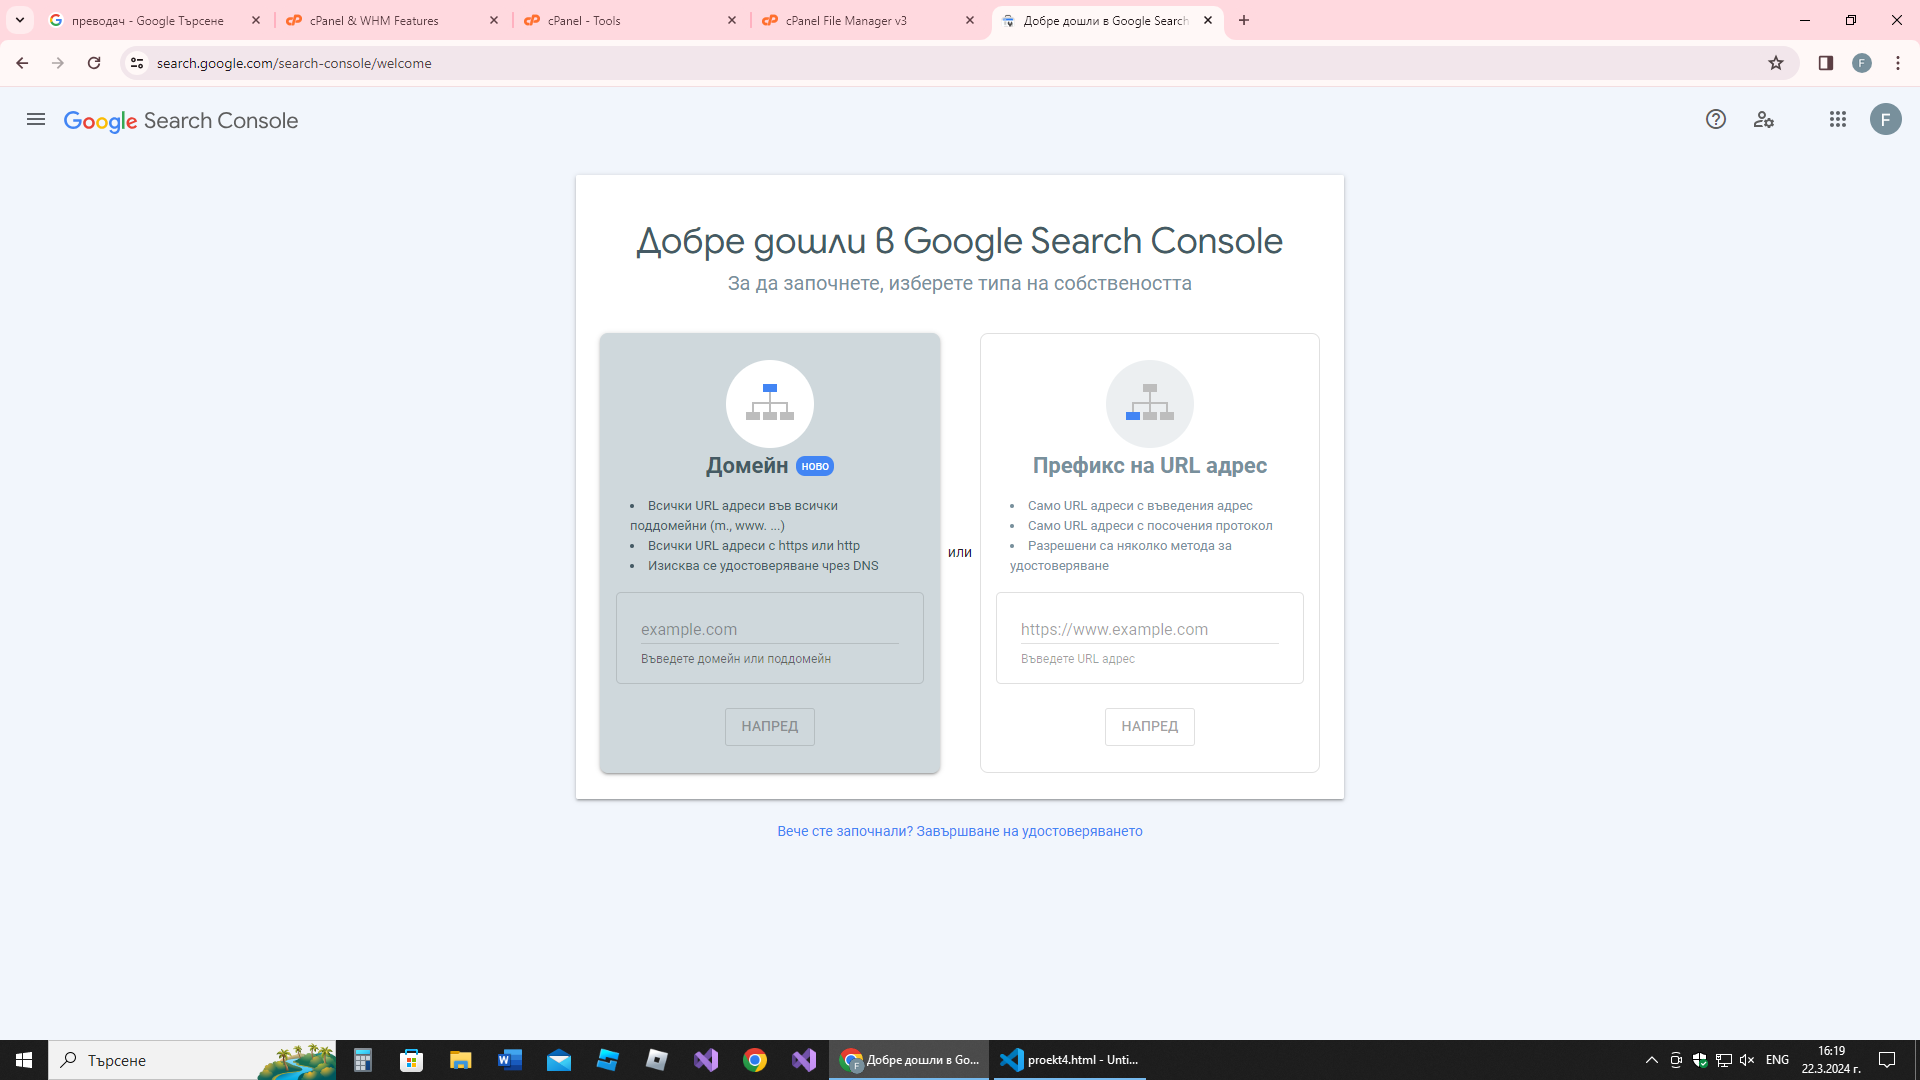 преводач - Google Търсене
cPanel & WHM Features
cPanel - Tools
cPanel File Manager v3
Добре дошли в Google Search
search.google.com/search-console/welcome
F
Google Search Console
F
Добре дошли в Google Search Console
За да започнете, изберете типа на собствеността
Домейн НОВО
• Всички URL адреси във всички
поддомейни (m., www. ...)
• Всички URL адреси с https или http
• Изисква се удостоверяване чрез DNS
example.com
Въведете домейн или поддомейн
НАПРЕД
или
Префикс на URL адрес
• Само URL адреси с въведения адрес
• Само URL адреси с посочения протокол
• Разрешени са няколко метода за
удостоверяване
https://www.example.com
Въведете URL адрес
НАПРЕД
Вече сте започнали? Завършване на удостоверяването
Търсене
Добре дошли в Go...
proekt4.html - Unti...
ENG
16:19
22.3.2024 г.